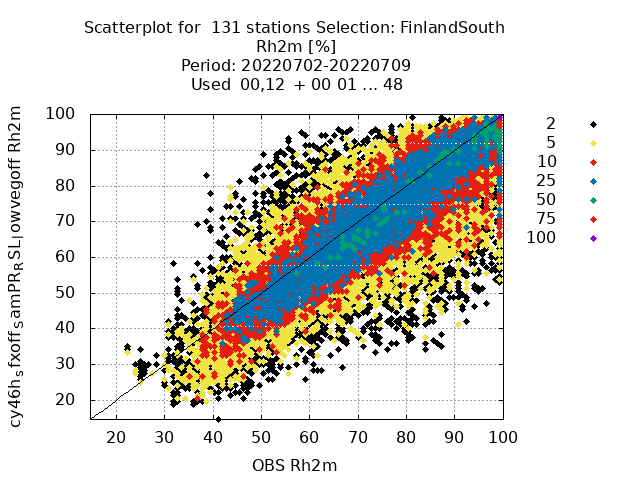 Scatterplot for 131 stations Selection: FinlandSouth
Rh2m [%]
Period: 20220702-20220709
Used 00,12 + 00 01 ... 48
cy46h_sfxoff_samPR_RSL_lowvegoff Rh2m
100
90
80
70
60
50
40
30
20
20 30 40 50 60 70 80 90 100
OBS Rh2m
2
5
10
25
50
75
100